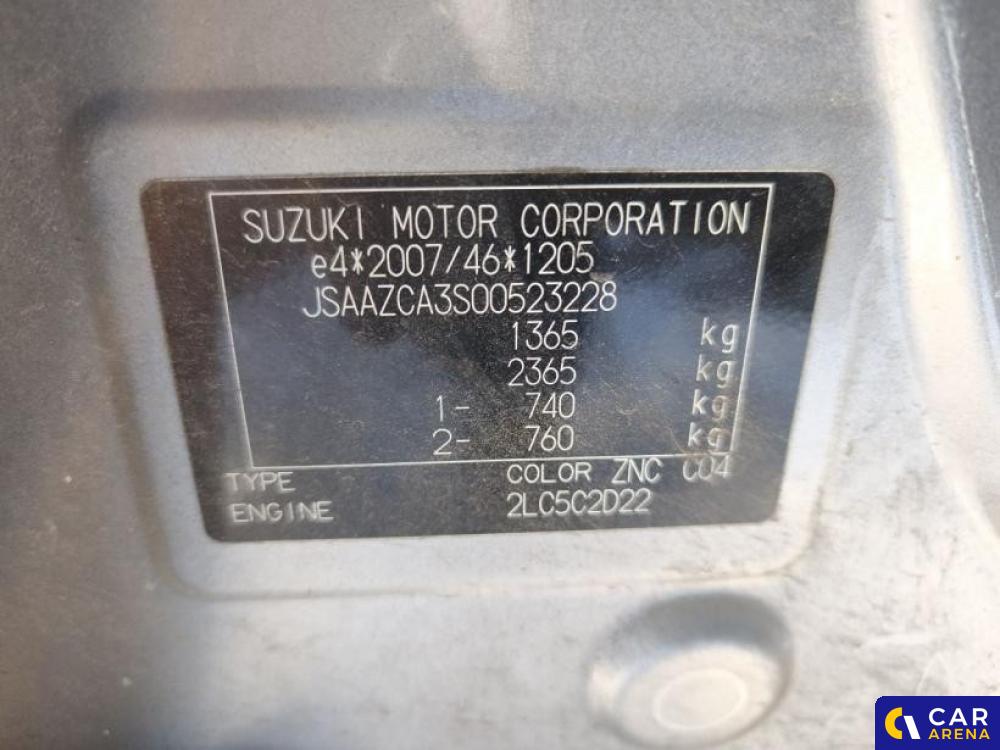 SUZUKI MOTOR CORPORATION
e4*2007/46*1205
JSAAZCA3S00523228
1365 kg
2365 kg
1- 740 kg
2- 760 kg
TYPE COLOR ZNC C04
ENGINE 2LC5C2D22
CAR
ARENA